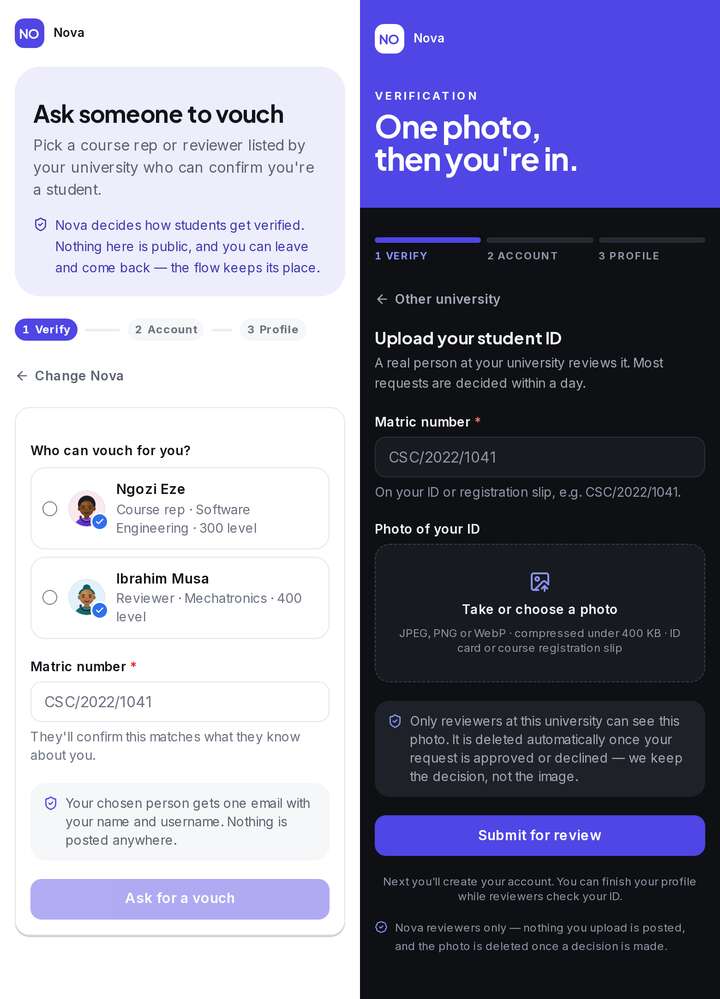 NO
Nova
Ask someone to vouch
Pick a course rep or reviewer listed by
your university who can confirm you're
a student.
Nova decides how students get verified.
Nothing here is public, and you can leave
and come back — the flow keeps its place.
1 Verify
2 Account
3 Profile
Change Nova
Who can vouch for you?
Ngozi Eze
Course rep · Software
Engineering · 300 level
Ibrahim Musa
Reviewer · Mechatronics · 400
level
Matric number *
CSC/2022/1041
They'll confirm this matches what they know
about you.
Your chosen person gets one email with
your name and username. Nothing is
posted anywhere.
Ask for a vouch
NO
Nova
VERIFICATION
One photo,
then you're in.
1 VERIFY
2 ACCOUNT
3 PROFILE
Other university
Upload your student ID
A real person at your university reviews it. Most
requests are decided within a day.
Matric number *
CSC/2022/1041
On your ID or registration slip, e.g. CSC/2022/1041.
Photo of your ID
Take or choose a photo
JPEG, PNG or WebP · compressed under 400 KB · ID
card or course registration slip
Only reviewers at this university can see this
photo. It is deleted automatically once your
request is approved or declined — we keep
the decision, not the image.
Submit for review
Next you'll create your account. You can finish your profile
while reviewers check your ID.
Nova reviewers only — nothing you upload is posted,
and the photo is deleted once a decision is made.